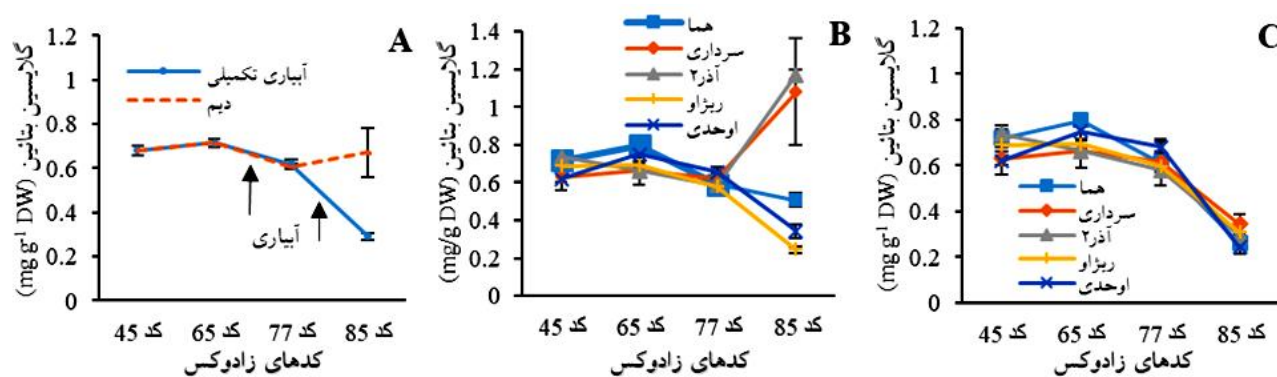 A
گلایسین بتائین (mg g⁻¹ DW)
1.2
1
0.8
0.6
0.4
0.2
0
آبیاری تکمیلی
دیم
آبیاری
کد 45
کد 65
کد 77
کد 85
کدهای زادوکس
B
گلایسین بتائین (mg/g DW)
1.4
1.2
1
0.8
0.6
0.4
0.2
0
هما
سرداری
آذر۲
ریژاو
اوحدی
کد 45
کد 65
کد 77
کد 85
کدهای زادوکس
C
گلایسین بتائین (mg g⁻¹ DW)
1.2
1
0.8
0.6
0.4
0.2
0
هما
سرداری
آذر۲
ریژاو
اوحدی
کد 45
کد 65
کد 77
کد 85
کدهای زادوکس